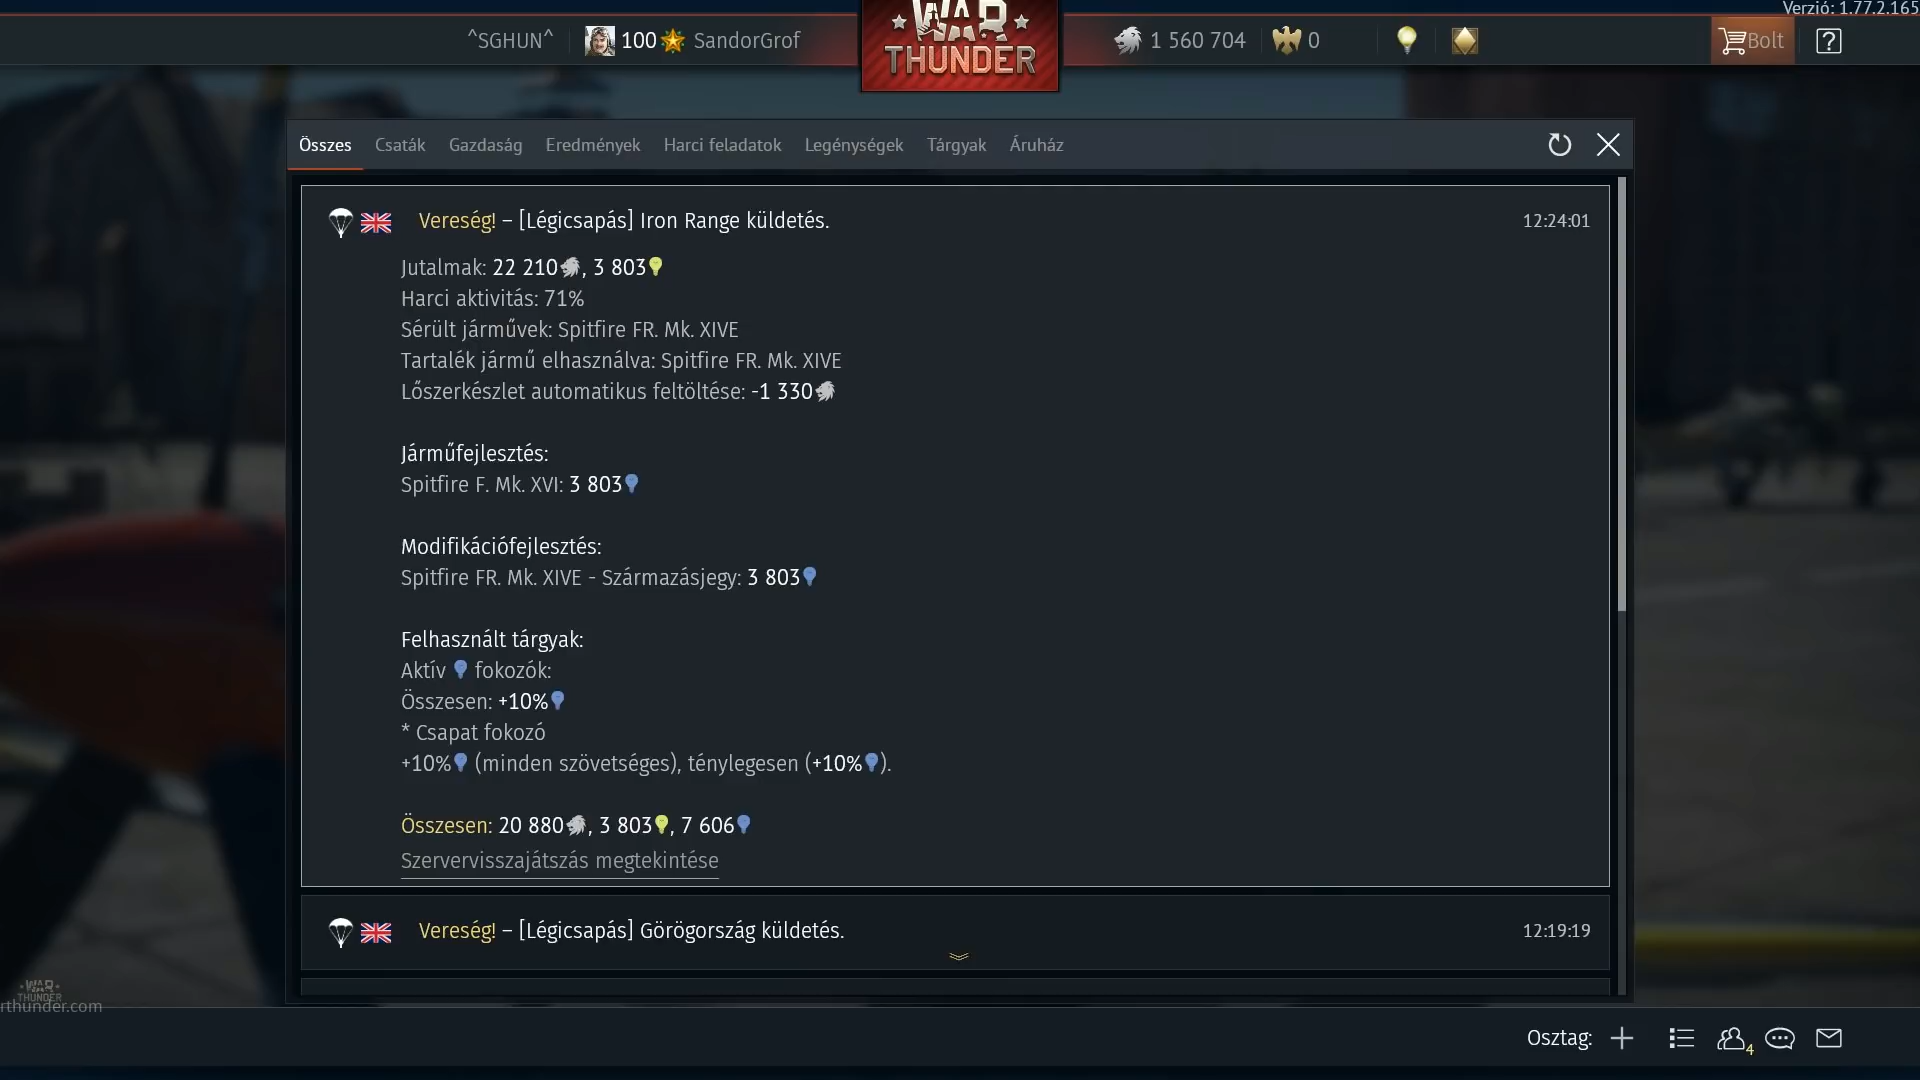 Verzió: 1.77.2.165
^SGHUN^ 100 SandorGrof
WAR THUNDER
1 560 704 0 Bolt ?
Összes Csaták Gazdaság Eredmények Harci feladatok Legénységek Tárgyak Áruház
Vereség! – [Légicsapás] Iron Range küldetés. 12:24:01
Jutalmak: 22 210, 3 803
Harci aktivitás: 71%
Sérült járművek: Spitfire FR. Mk. XIVE
Tartalék jármű elhasználva: Spitfire FR. Mk. XIVE
Lőszerkészlet automatikus feltöltése: -1 330
Járműfejlesztés:
Spitfire F. Mk. XVI: 3 803
Modifikációfejlesztés:
Spitfire FR. Mk. XIVE - Származásjegy: 3 803
Felhasznált tárgyak:
Aktív fokozók:
Összesen: +10%
* Csapat fokozó
+10% (minden szövetséges), ténylegesen (+10%).
Összesen: 20 880, 3 803, 7 606
Szervervisszajátszás megtekintése
Vereség! – [Légicsapás] Görögország küldetés. 12:19:19
WAR THUNDER
rthunder.com
Osztag: 4